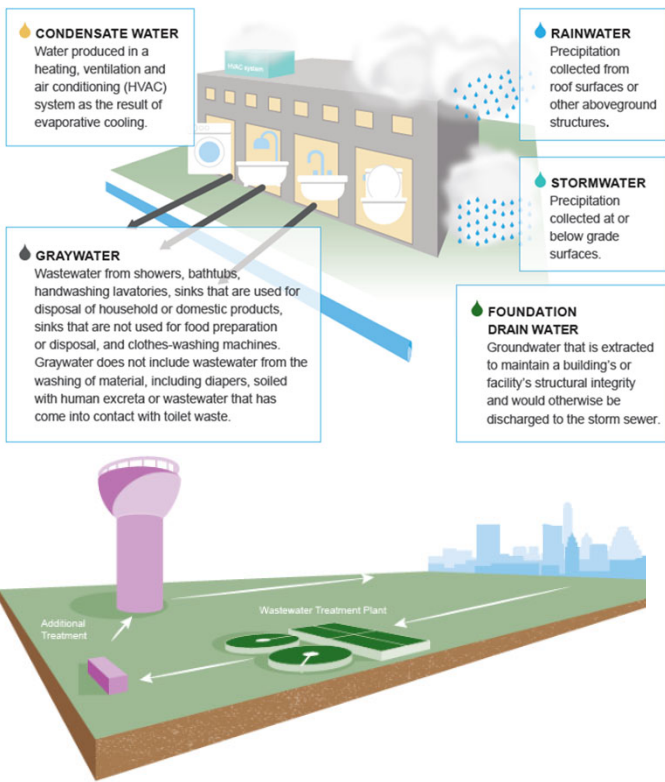 CONDENSATE WATER
Water produced in a
heating, ventilation and
air conditioning (HVAC)
system as the result of
evaporative cooling.
HVAC system
RAINWATER
Precipitation
collected from
roof surfaces or
other aboveground
structures.
STORMWATER
Precipitation
collected at or
below grade
surfaces.
GRAYWATER
Wastewater from showers, bathtubs,
handwashing lavatories, sinks that are used for
disposal of household or domestic products,
sinks that are not used for food preparation
or disposal, and clothes-washing machines.
Graywater does not include wastewater from the
washing of material, including diapers, soiled
with human excreta or wastewater that has
come into contact with toilet waste.
FOUNDATION
DRAIN WATER
Groundwater that is extracted
to maintain a building's or
facility's structural integrity
and would otherwise be
discharged to the storm sewer.
Wastewater Treatment Plant
Additional
Treatment